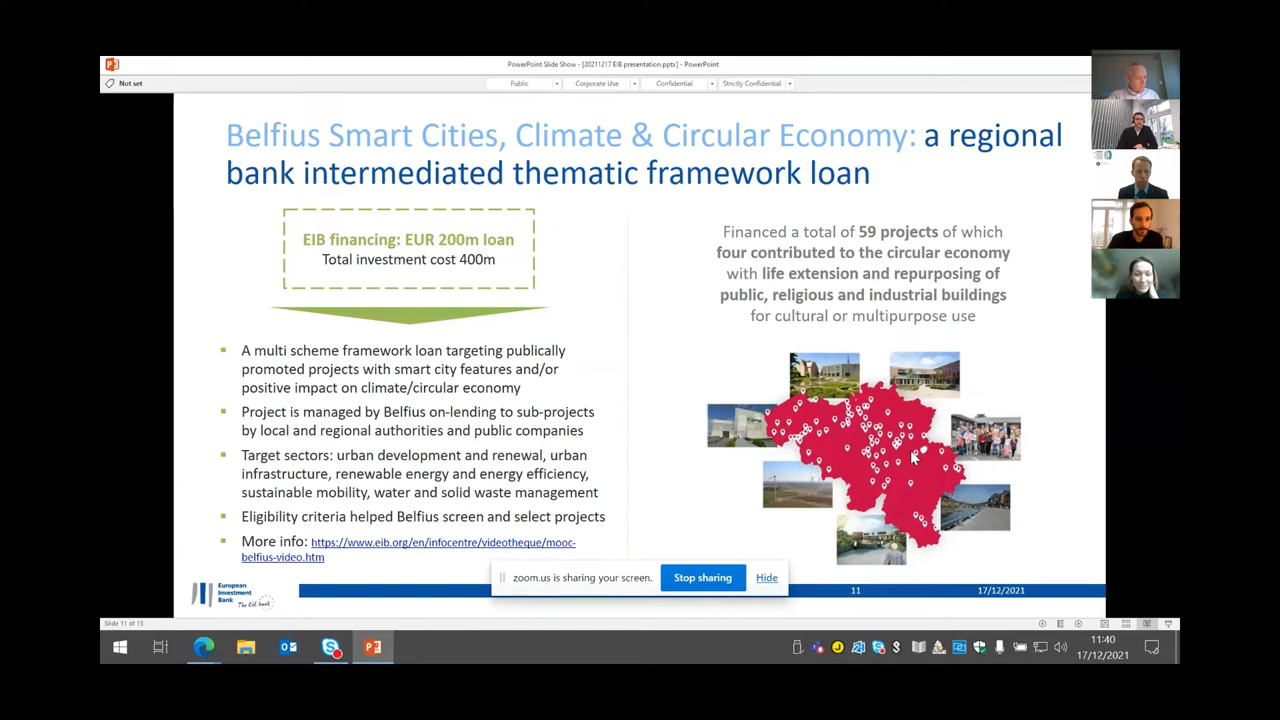 PowerPoint Slide Show - [20211217 EIB presentation.pptx] - PowerPoint
Not set
Public
Corporate Use
Confidential
Strictly Confidential
Belfius Smart Cities, Climate & Circular Economy: a regional
bank intermediated thematic framework loan
EIB financing: EUR 200m loan
Total investment cost 400m
A multi scheme framework loan targeting publically
promoted projects with smart city features and/or
positive impact on climate/circular economy
Project is managed by Belfius on-lending to sub-projects
by local and regional authorities and public companies
Target sectors: urban development and renewal, urban
infrastructure, renewable energy and energy efficiency,
sustainable mobility, water and solid waste management
Eligibility criteria helped Belfius screen and select projects
More info: https://www.eib.org/en/infocentre/videotheque/mooc-
belfius-video.htm
Financed a total of 59 projects of which
four contributed to the circular economy
with life extension and repurposing of
public, religious and industrial buildings
for cultural or multipurpose use
zoom.us is sharing your screen.
Stop sharing
Hide
European
Investment
Bank
The EU bank
11
17/12/2021
Slide 11 of 13
11:40
17/12/2021